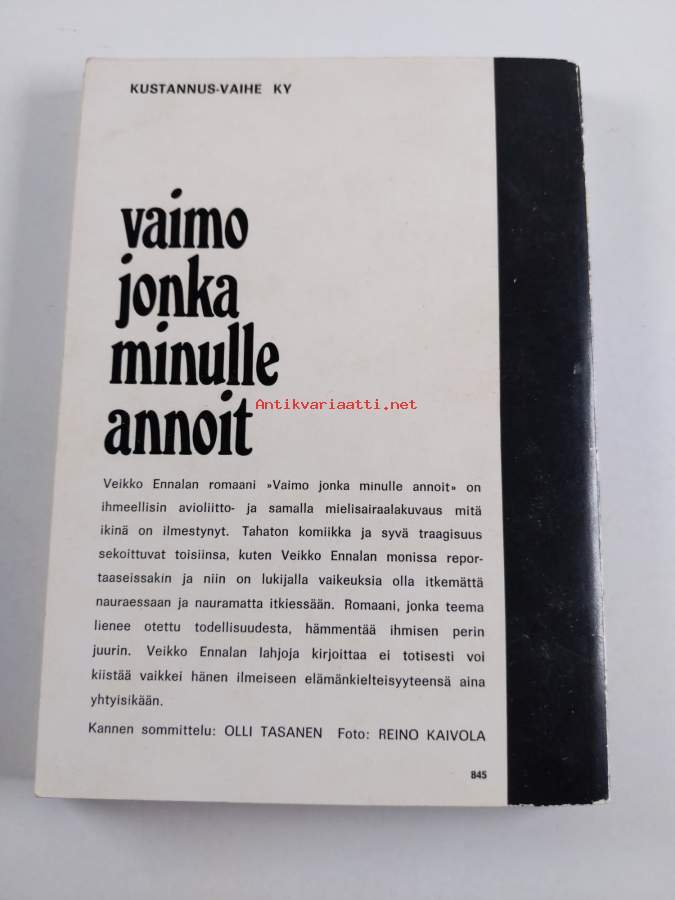 KUSTANNUS-VAIHE KY
vaimo
jonka
minulle
annoit
Antikvariaatti.net
Veikko Ennalan romaani »Vaimo jonka minulle annoit» on
ihmeellisin avioliitto- ja samalla mielisairaalakuvaus mitä
ikinä on ilmestynyt. Tahaton komiikka ja syvä traagisuus
sekoittuvat toisiinsa, kuten Veikko Ennalan monissa repor-
taaseissakin ja niin on lukijalla vaikeuksia olla itkemättä
nauraessaan ja nauramatta itkiessään. Romaani, jonka teema
lienee otettu todellisuudesta, hämmentää ihmisen perin
juurin. Veikko Ennalan lahjoja kirjoittaa ei totisesti voi
kiistää vaikkei hänen ilmeiseen elämänkielteisyyteensä aina
yhtyisikään.
Kannen sommittelu: OLLI TASANEN Foto: REINO KAIVOLA
845